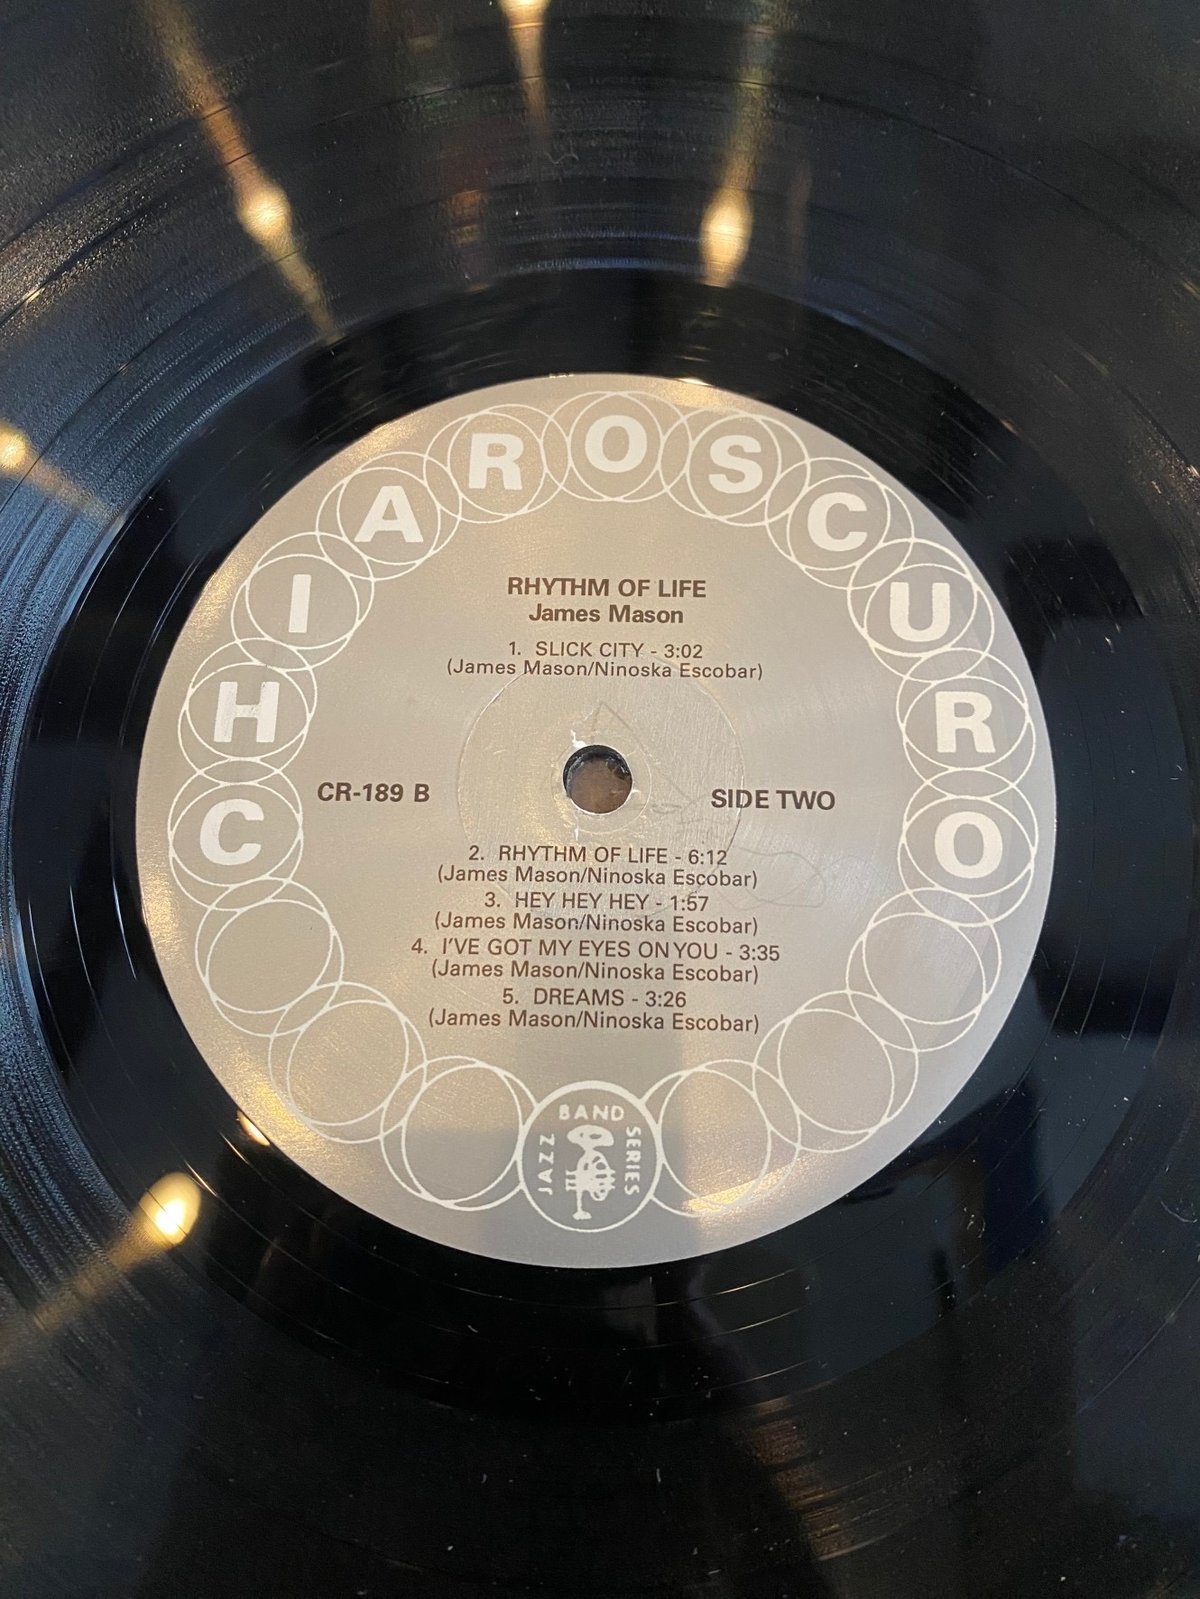 CHIAROSCURO
RHYTHM OF LIFE
James Mason
1. SLICK CITY - 3:02
(James Mason/Ninoska Escobar)
CR-189 B
SIDE TWO
2. RHYTHM OF LIFE - 6:12
(James Mason/Ninoska Escobar)
3. HEY HEY HEY - 1:57
(James Mason/Ninoska Escobar)
4. I'VE GOT MY EYES ON YOU - 3:35
(James Mason/Ninoska Escobar)
5. DREAMS - 3:26
(James Mason/Ninoska Escobar)
JAZZ BAND SERIES